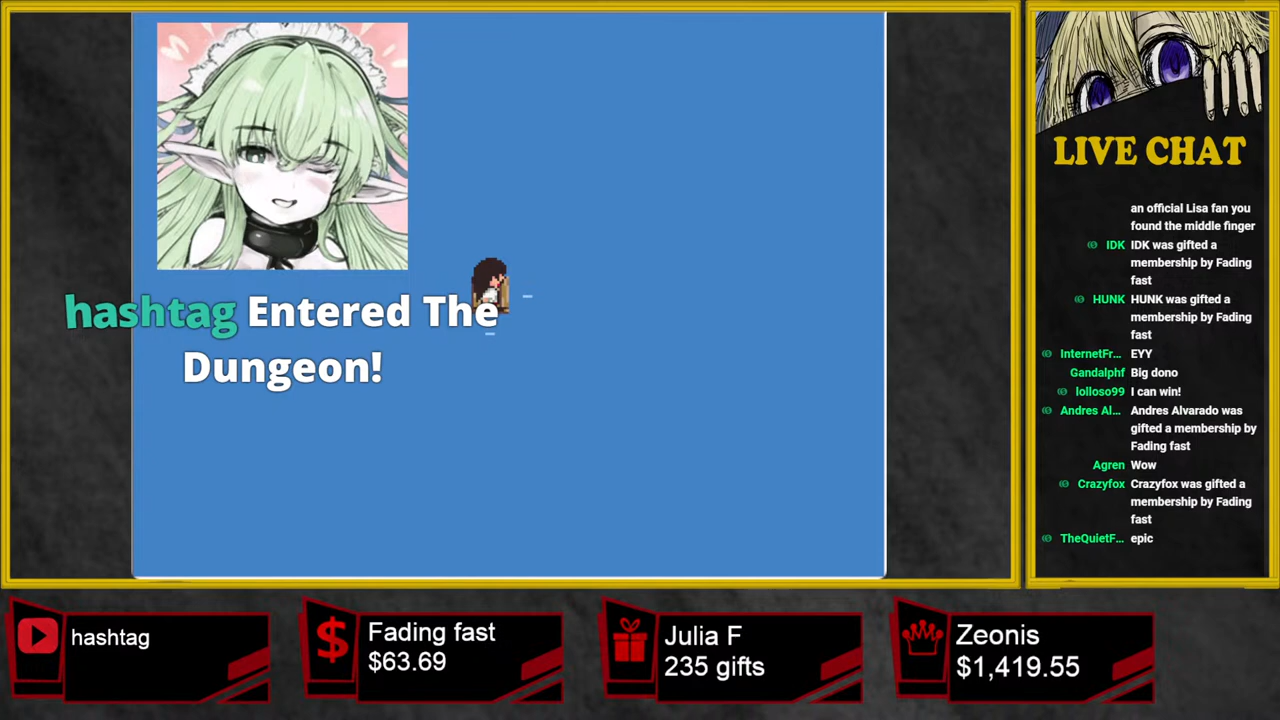 hashtag Entered The
Dungeon!
LIVE CHAT
an official Lisa fan you
found the middle finger
IDK IDK was gifted a
membership by Fading
fast
HUNK HUNK was gifted a
membership by Fading
fast
InternetFr... EYY
Gandalphf Big dono
lolloso99 I can win!
Andres Al... Andres Alvarado was
gifted a membership by
Fading fast
Agren Wow
Crazyfox Crazyfox was gifted a
membership by Fading
fast
TheQuietF... epic
hashtag
Fading fast
$63.69
Julia F
235 gifts
Zeonis
$1,419.55